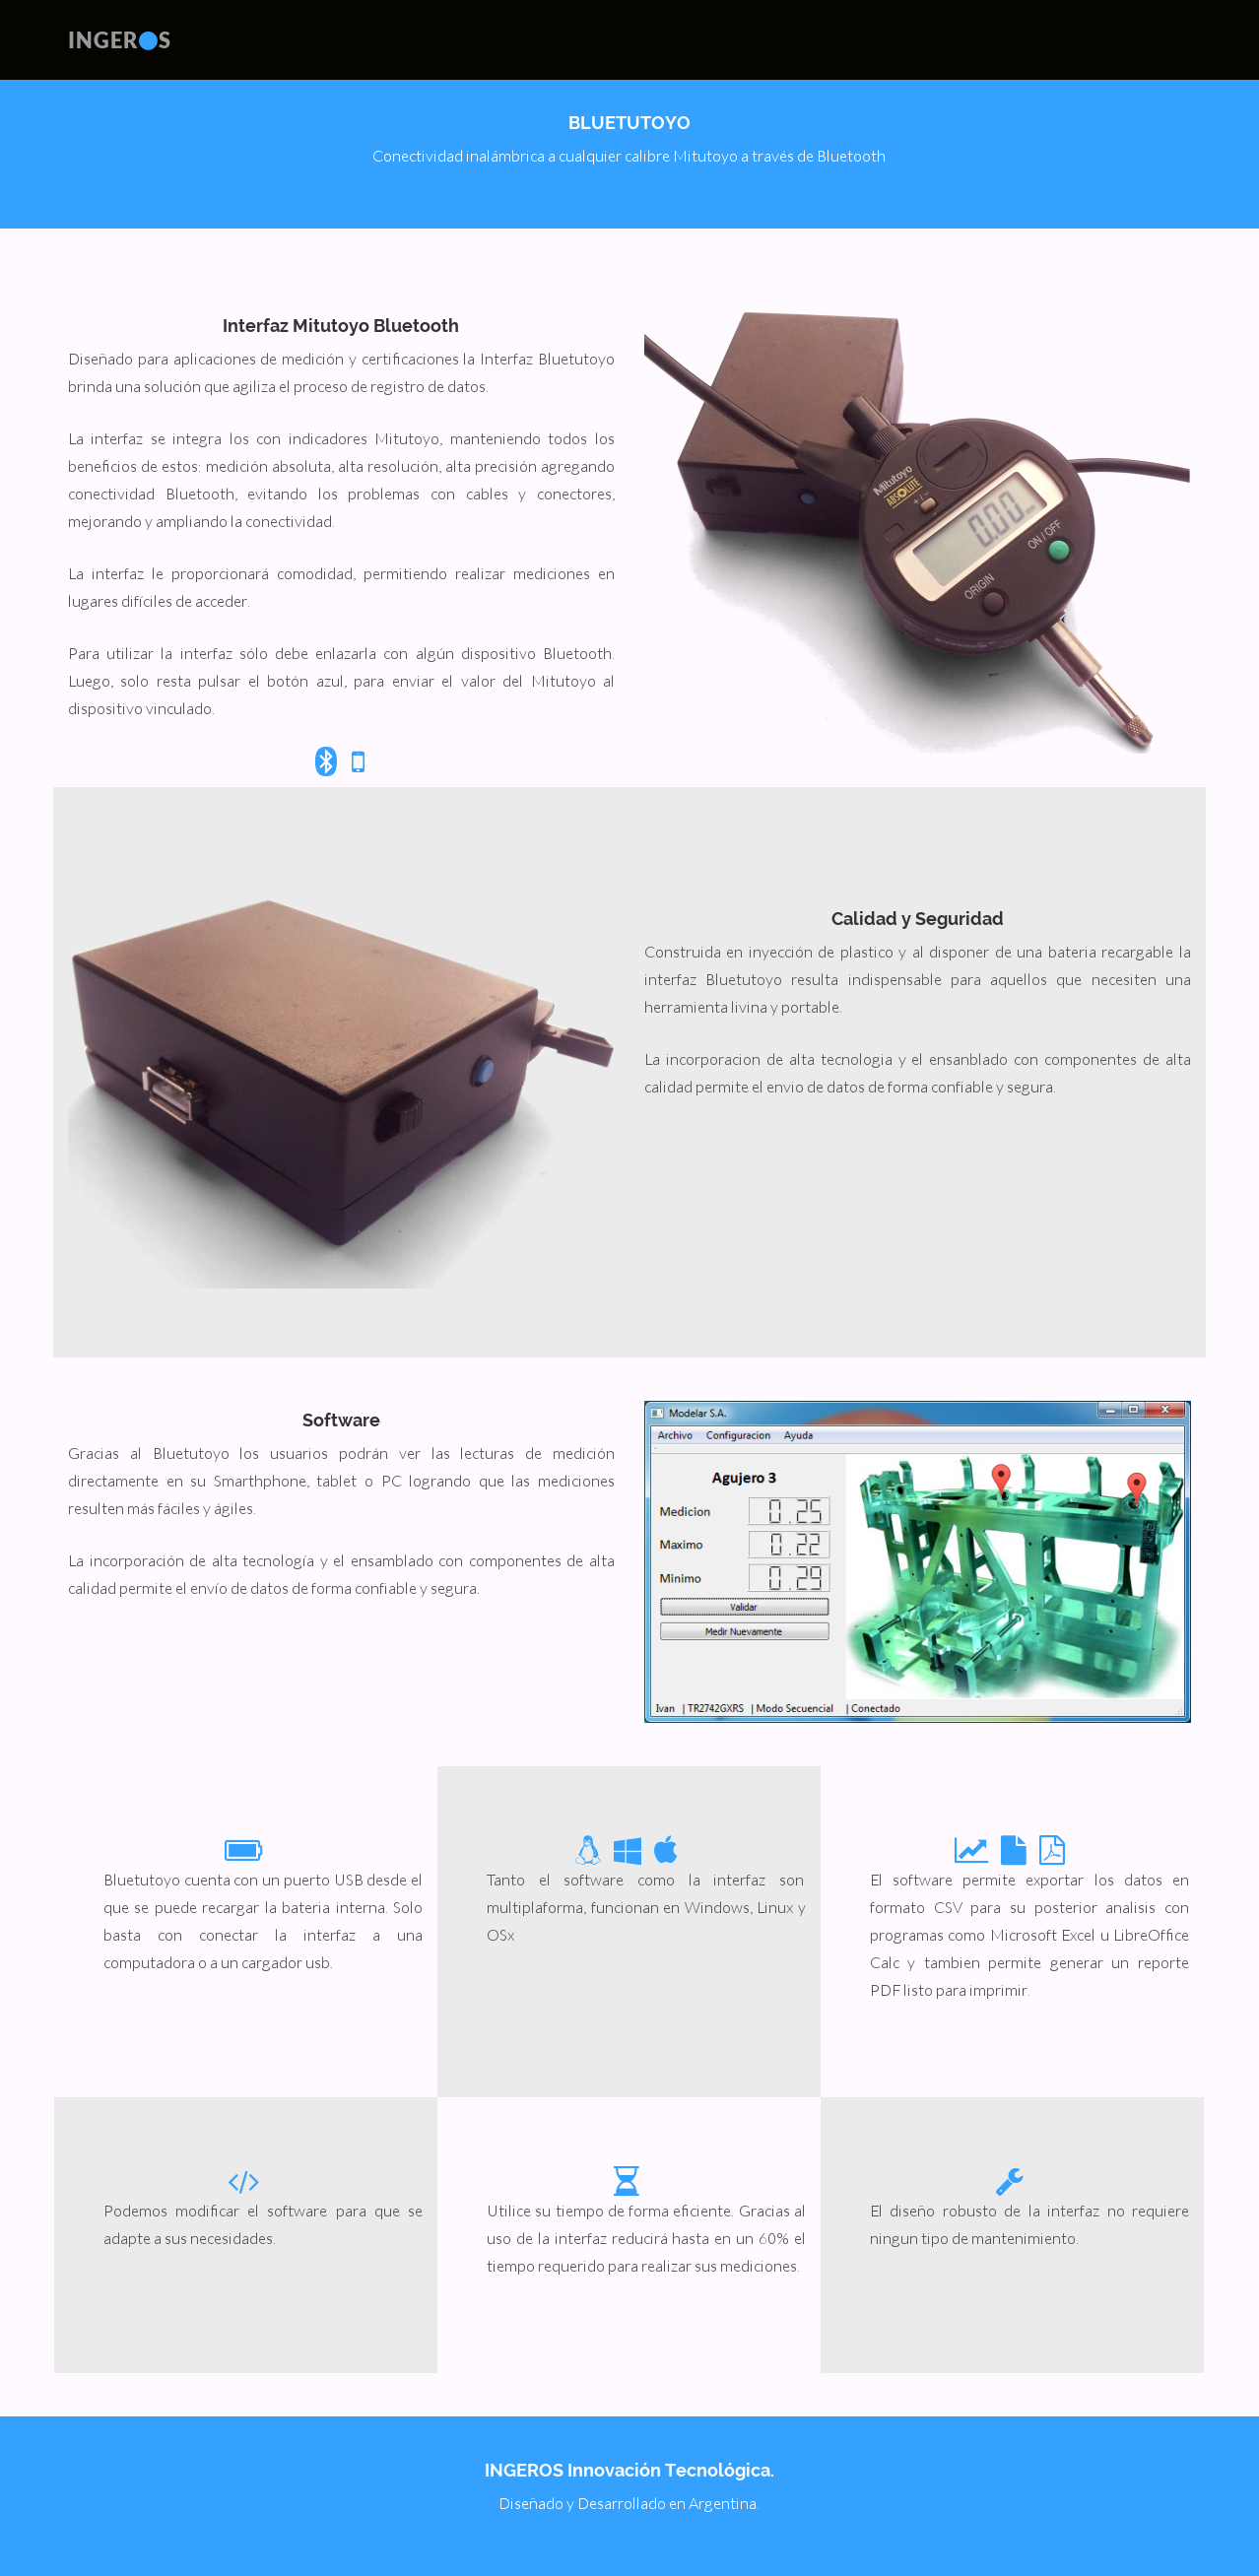 INGEROS
BLUETUTOYO
Conectividad inalámbrica a cualquier calibre Mitutoyo a través de Bluetooth
Interfaz Mitutoyo Bluetooth
Diseñado para aplicaciones de medición y certificaciones la Interfaz Bluetutoyo
brinda una solución que agiliza el proceso de registro de datos.
La interfaz se integra los con indicadores Mitutoyo, manteniendo todos los
beneficios de estos: medición absoluta, alta resolución, alta precisión agregando
conectividad Bluetooth, evitando los problemas con cables y conectores,
mejorando y ampliando la conectividad.
La interfaz le proporcionará comodidad, permitiendo realizar mediciones en
lugares difíciles de acceder.
Para utilizar la interfaz sólo debe enlazarla con algún dispositivo Bluetooth.
Luego, solo resta pulsar el botón azul, para enviar el valor del Mitutoyo al
dispositivo vinculado.
Mitutoyo
ABSOLUTE
+/-
0.00
ON/OFF
ORIGIN
Calidad y Seguridad
Construida en inyección de plastico y al disponer de una bateria recargable la
interfaz Bluetutoyo resulta indispensable para aquellos que necesiten una
herramienta livina y portable.
La incorporacion de alta tecnologia y el ensanblado con componentes de alta
calidad permite el envio de datos de forma confiable y segura.
Software
Gracias al Bluetutoyo los usuarios podrán ver las lecturas de medición
directamente en su Smarthphone, tablet o PC logrando que las mediciones
resulten más fáciles y ágiles.
La incorporación de alta tecnología y el ensamblado con componentes de alta
calidad permite el envío de datos de forma confiable y segura.
Modelar S.A.
Archivo Configuracion Ayuda
Agujero 3
Medicion 0.25
Maximo 0.22
Minimo 0.29
Validar
Medir Nuevamente
Ivan | TR2742GXRS | Modo Secuencial | Conectado
Bluetutoyo cuenta con un puerto USB desde el
que se puede recargar la bateria interna. Solo
basta con conectar la interfaz a una
computadora o a un cargador usb.
Tanto el software como la interfaz son
multiplaforma, funcionan en Windows, Linux y
OSx
El software permite exportar los datos en
formato CSV para su posterior analisis con
programas como Microsoft Excel u LibreOffice
Calc y tambien permite generar un reporte
PDF listo para imprimir.
Podemos modificar el software para que se
adapte a sus necesidades.
Utilice su tiempo de forma eficiente. Gracias al
uso de la interfaz reducirá hasta en un 60% el
tiempo requerido para realizar sus mediciones.
El diseño robusto de la interfaz no requiere
ningun tipo de mantenimiento.
INGEROS Innovación Tecnológica.
Diseñado y Desarrollado en Argentina.